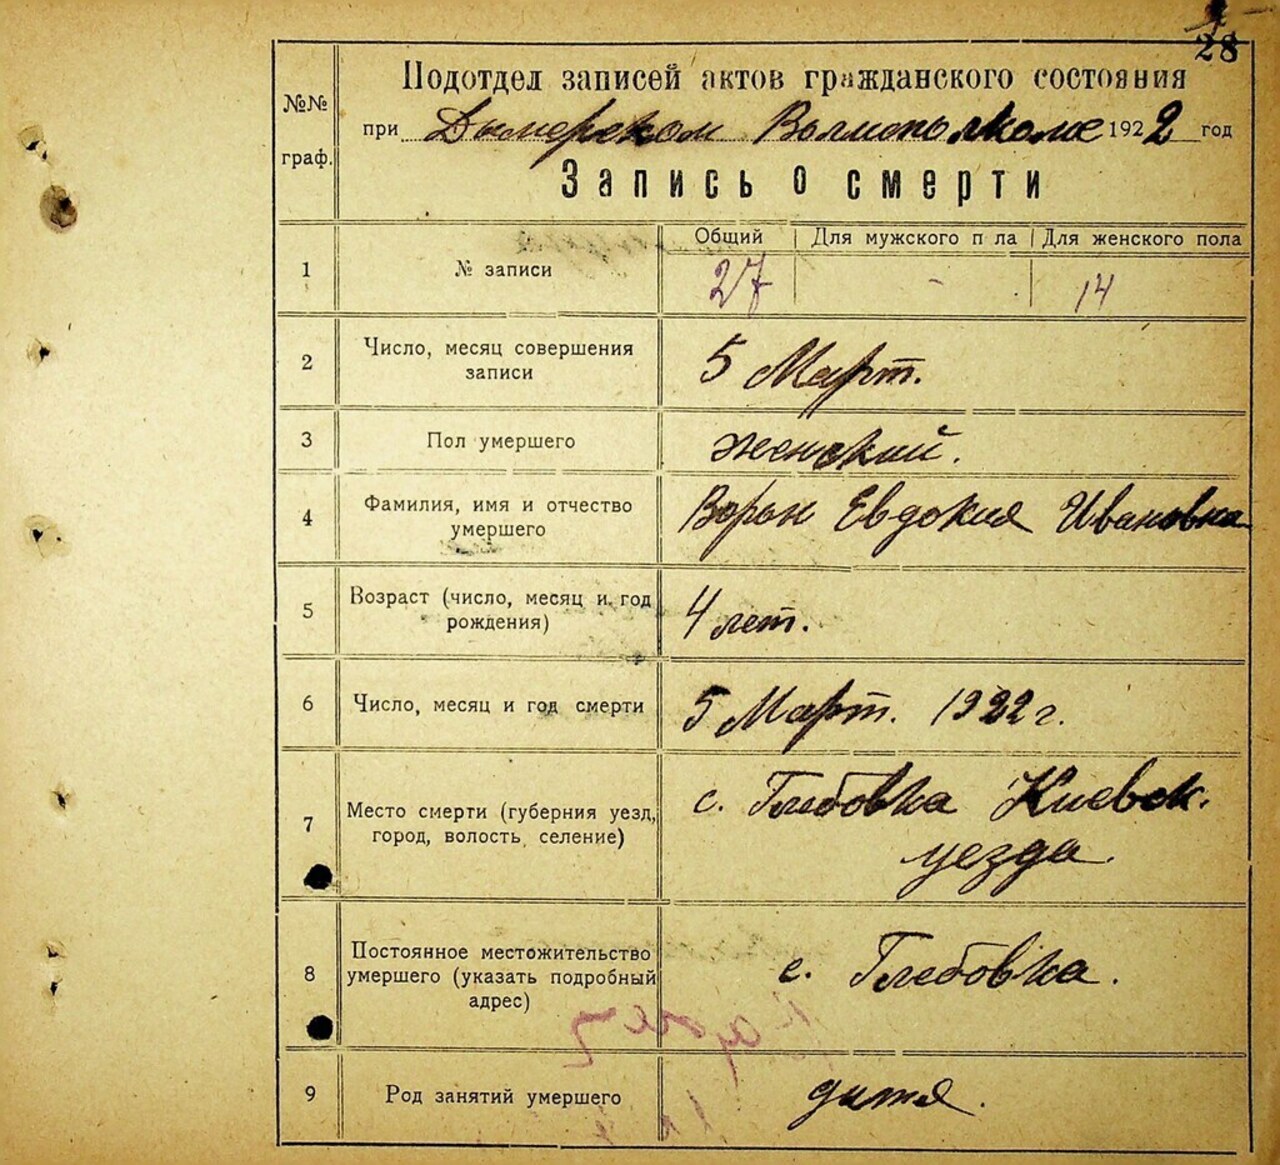 28
№№ граф.
Подотдел записей актов гражданского состояния
при Дымерском Волисполкоме 1922 год
Запись о смерти
Общий | Для мужского п ла | Для женского пола
1 № записи 27 - 14
2 Число, месяц совершения
записи
5 Март.
3 Пол умершего женский.
4 Фамилия, имя и отчество
умершего
Ворон Евдокия Ивановна
5 Возраст (число, месяц и год
рождения)
4 лет.
6 Число, месяц и год смерти 5 Март. 1922 г.
7 Место смерти (губерния уезд,
город, волость, селение)
с. Глебовка Киевск.
уезда.
8 Постоянное местожительство
умершего (указать подробный
адрес)
с. Глебовка.
9 Род занятий умершего дитя.